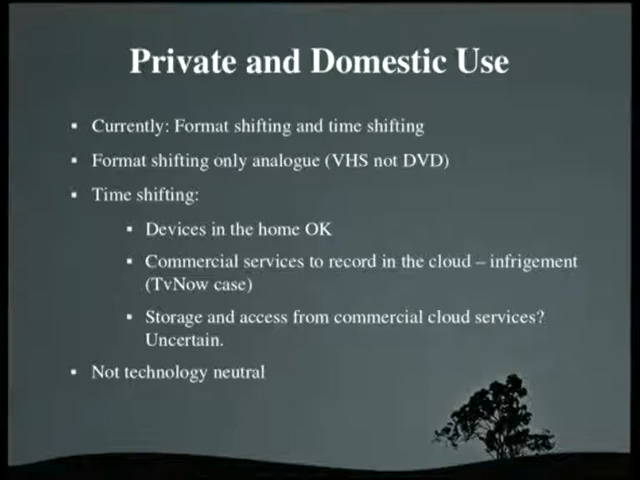 Private and Domestic Use
Currently: Format shifting and time shifting
Format shifting only analogue (VHS not DVD)
Time shifting:
Devices in the home OK
Commercial services to record in the cloud – infrigement
(TvNow case)
Storage and access from commercial cloud services?
Uncertain.
Not technology neutral